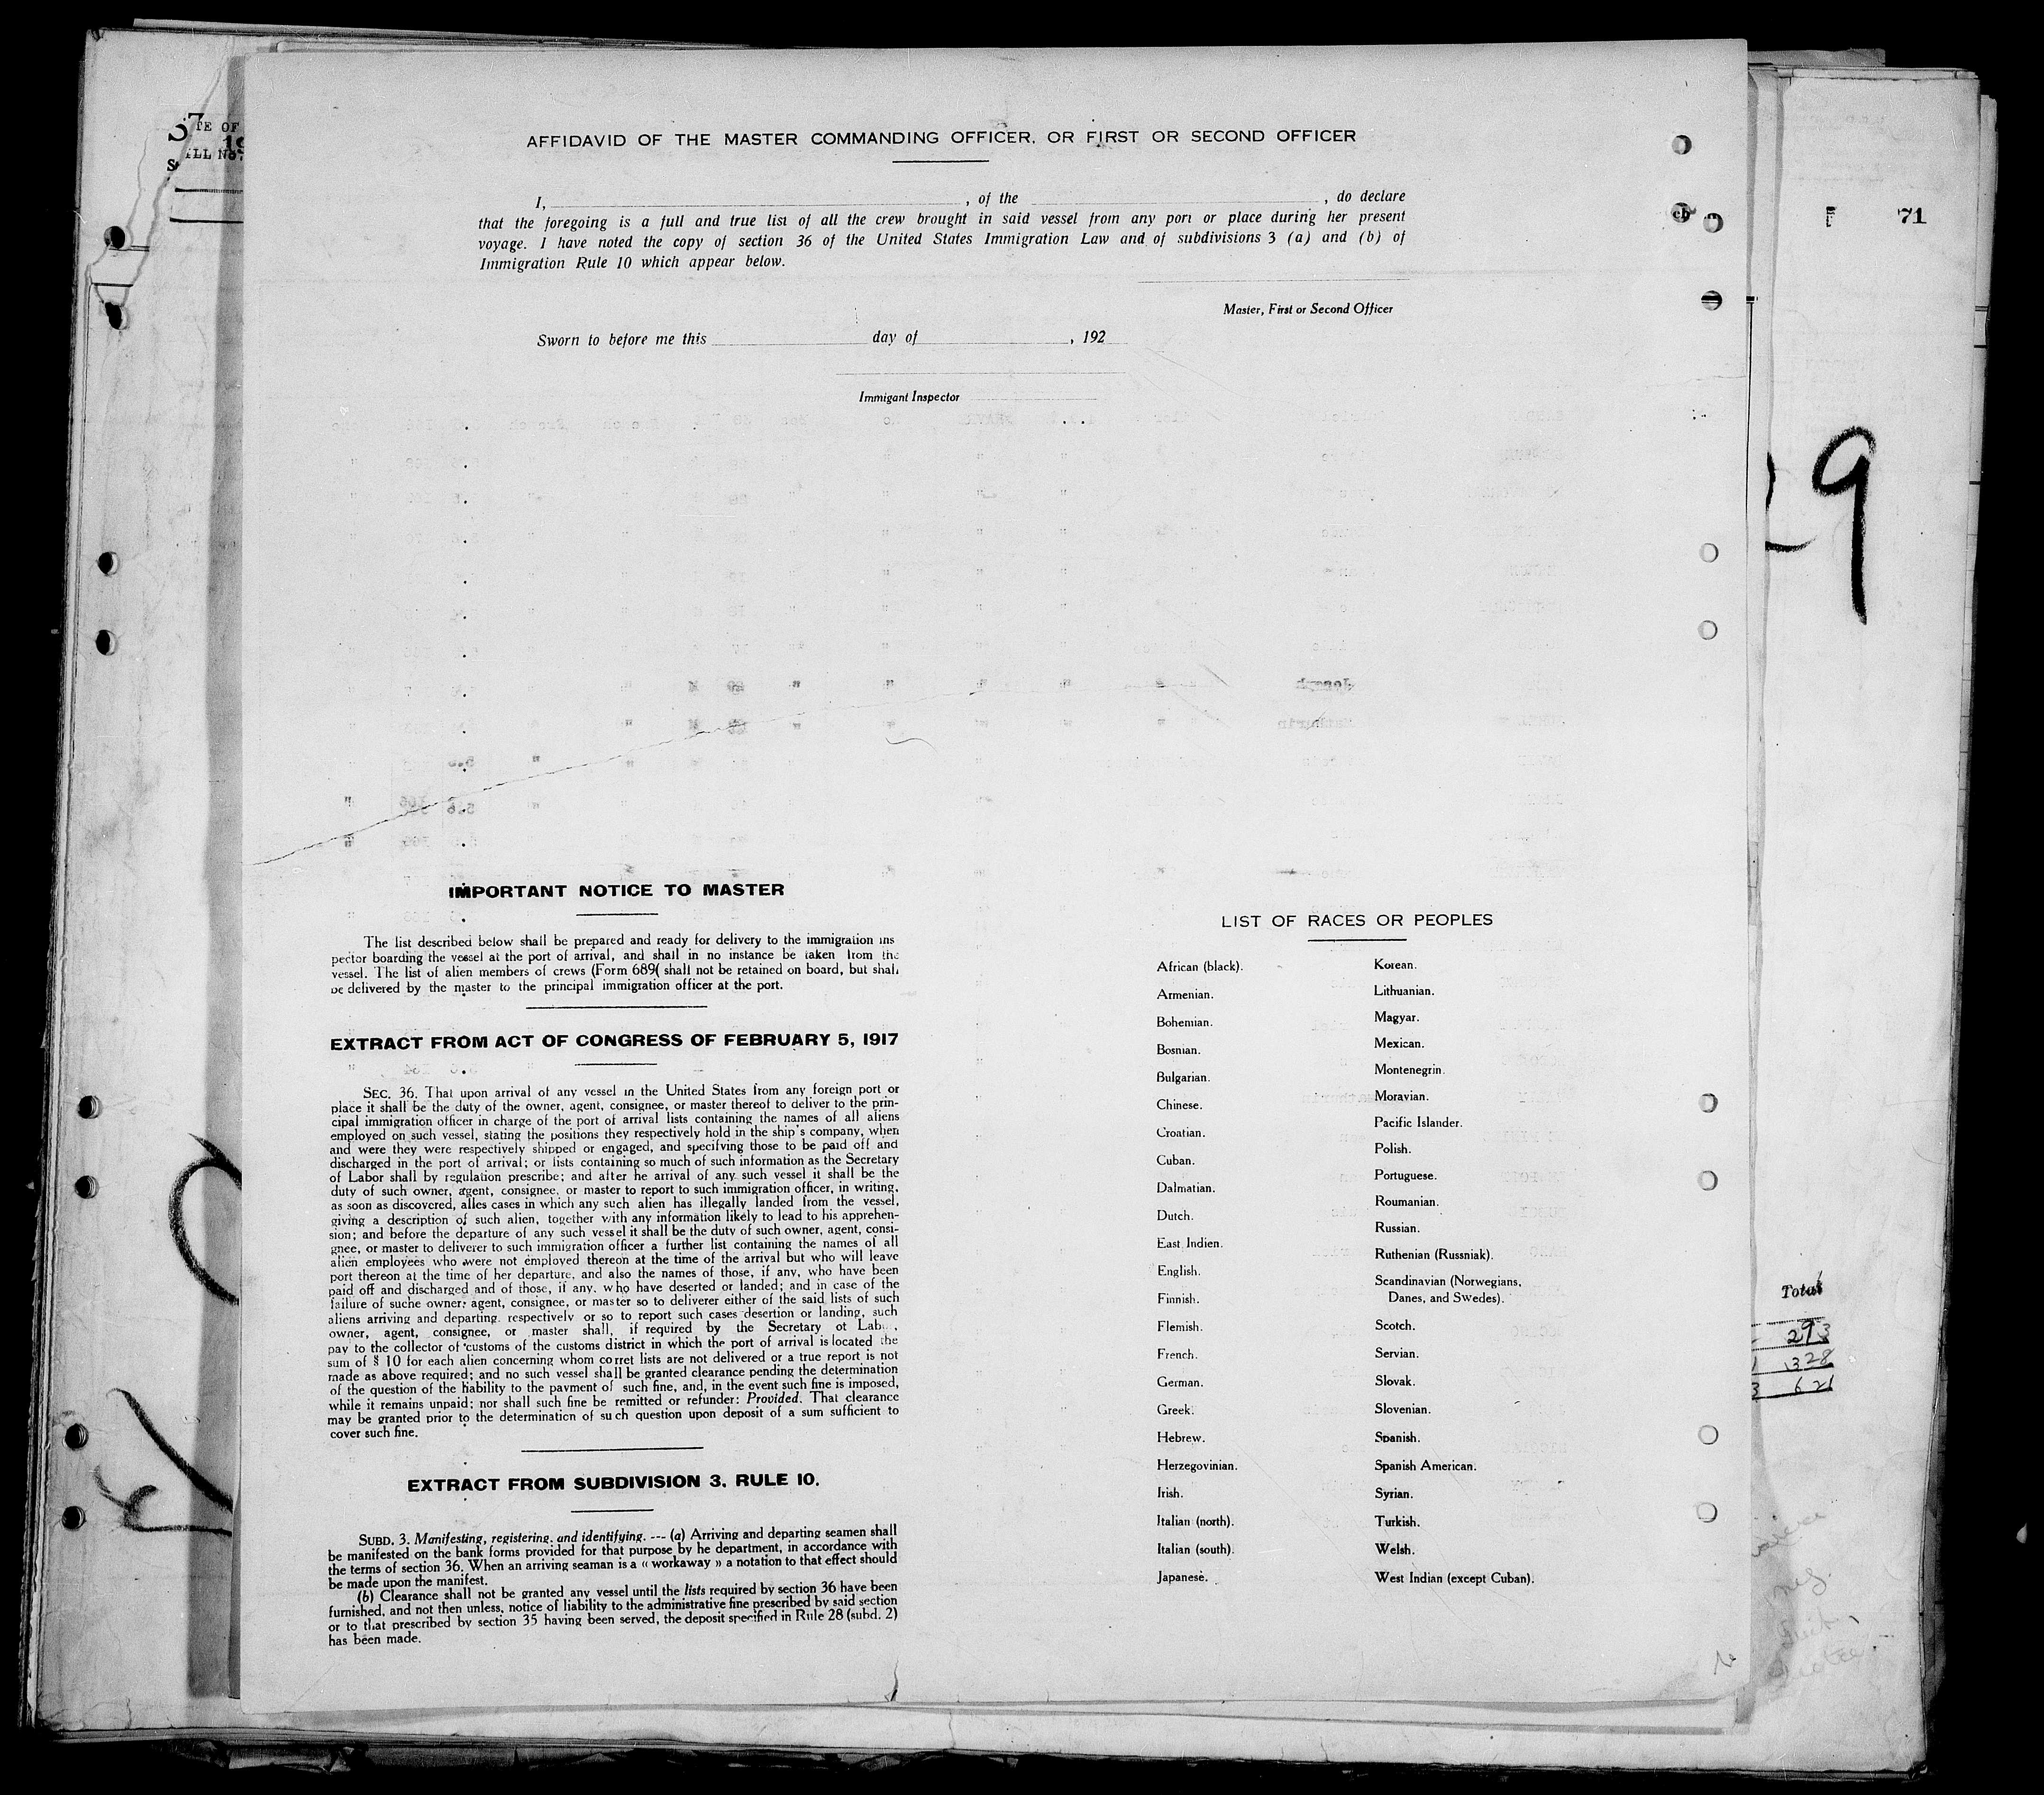 AFFIDAVID OF THE MASTER COMMANDING OFFICER, OR FIRST OR SECOND OFFICER
I, , of the , do declare
that the foregoing is a full and true list of all the crew brought in said vessel from any port or place during her present
voyage. I have noted the copy of section 36 of the United States Immigration Law and of subdivisions 3 (a) and (b) of
Immigration Rule 10 which appear below.
Master, First or Second Officer
Sworn to before me this day of , 192
Immigant Inspector
IMPORTANT NOTICE TO MASTER
The list described below shall be prepared and ready for delivery to the immigration ins
pector boarding the vessel at the port of arrival, and shall in no instance be taken from the
vessel. The list of alien members of crews (Form 689( shall not be retained on board, but shall
be delivered by the master to the principal immigration officer at the port.
EXTRACT FROM ACT OF CONGRESS OF FEBRUARY 5, 1917
SEC. 36. That upon arrival of any vessel in the United States from any foreign port or
place it shall be the duty of the owner, agent, consignee, or master thereof to deliver to the prin-
cipal immigration officer in charge of the port of arrival lists containing the names of all aliens
employed on such vessel, stating the positions they respectively hold in the ship's company, when
and were they were respectively shipped or engaged, and specifying those to be paid off and
discharged in the port of arrival; or lists containing so much of such information as the Secretary
of Labor shall by regulation prescribe; and after he arrival of any such vessel it shall be the
duty of such owner, agent, consignee, or master to report to such immigration officer, in writing,
as soon as discovered, alles cases in which any such alien has illegally landed from the vessel,
giving a description of such alien, together with any information likely to lead to his apprehen-
sion; and before the departure of any such vessel it shall be the duty of such owner, agent, consi-
gnee, or master to deliverer to such immigration officer a further list containing the names of all
alien employees who were not employed thereon at the time of the arrival but who will leave
port thereon at the time of her departure, and also the names of those, if any, who have been
paid off and discharged and of those, if any, who have deserted or landed; and in case of the
failure of suche owner; agent, consignee, or master so to deliverer either of the said lists of such
aliens arriving and departing. respectively or so to report such cases desertion or landing, such
owner, agent, consignee, or master shall, if required by the Secretary ot Lab
pay to the collector of customs of the customs district in which the port of arrival is located the
sum of $ 10 for each alien concerning whom corret lists are not delivered or a true report is not
made as above required; and no such vessel shall be granted clearance pending the determination
of the question of the liability to the payment of such fine, and, in the event such fine is imposed,
while it remains unpaid; nor shall such fine be remitted or refunder: Provided. That clearance
may be granted prior to the determination of such question upon deposit of a sum sufficient to
cover such fine.
EXTRACT FROM SUBDIVISION 3. RULE 10.
SUBD. 3. Manifesting, registering, and identifying. --- (a) Arriving and departing seamen shall
be manifested on the bank forms provided for that purpose by he department, in accordance with
the terms of section 36. When an arriving seaman is a « workaway » a notation to that effect should
be made upon the manifest.
(b) Clearance shall not be granted any vessel until the lists required by section 36 have been
furnished, and not then unless, notice of liability to the administrative fine prescribed by said section
or to that prescribed by section 35 having been served, the deposit specified in Rule 28 (subd. 2)
has been made.
LIST OF RACES OR PEOPLES
African (black).
Armenian.
Bohemian.
Bosnian.
Bulgarian.
Chinese.
Croatian.
Cuban.
Dalmatian.
Dutch.
East Indien.
English.
Finnish.
Flemish.
French.
German.
Greek.
Hebrew.
Herzegovinian.
Irish.
Italian (north).
Italian (south).
Japanese.
Korean.
Lithuanian.
Magyar.
Mexican.
Montenegrin.
Moravian.
Pacific Islander.
Polish.
Portuguese.
Roumanian.
Russian.
Ruthenian (Russniak).
Scandinavian (Norwegians,
Danes, and Swedes).
Scotch.
Servian.
Slovak.
Slovenian.
Spanish.
Spanish American.
Syrian.
Turkish.
Welsh.
West Indian (except Cuban).
71
9
Total
293
328
621